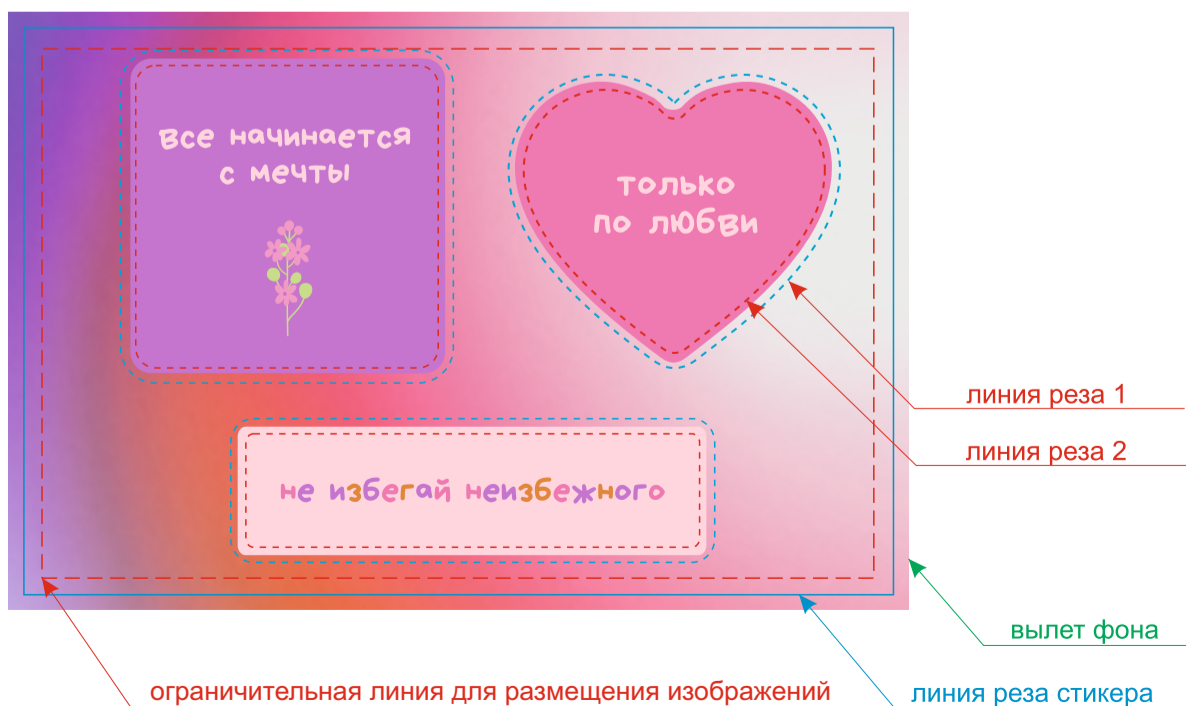 все начинается
с мечты
только
по любви
не избегай неизбежного
линия реза 1
линия реза 2
вылет фона
ограничительная линия для размещения изображений
линия реза стикера